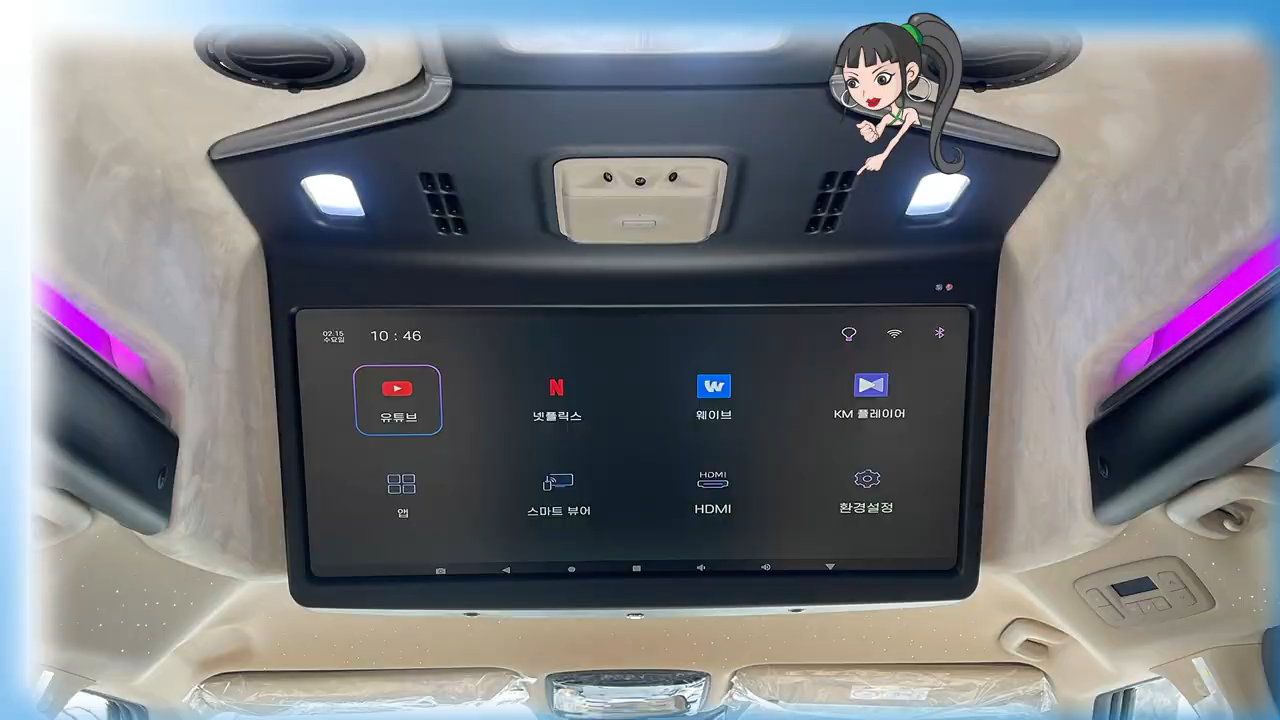 02.15
수요일
10 : 46
유튜브
넷플릭스
웨이브
KM 플레이어
앱
스마트 뷰어
HDMI
HDMI
환경설정